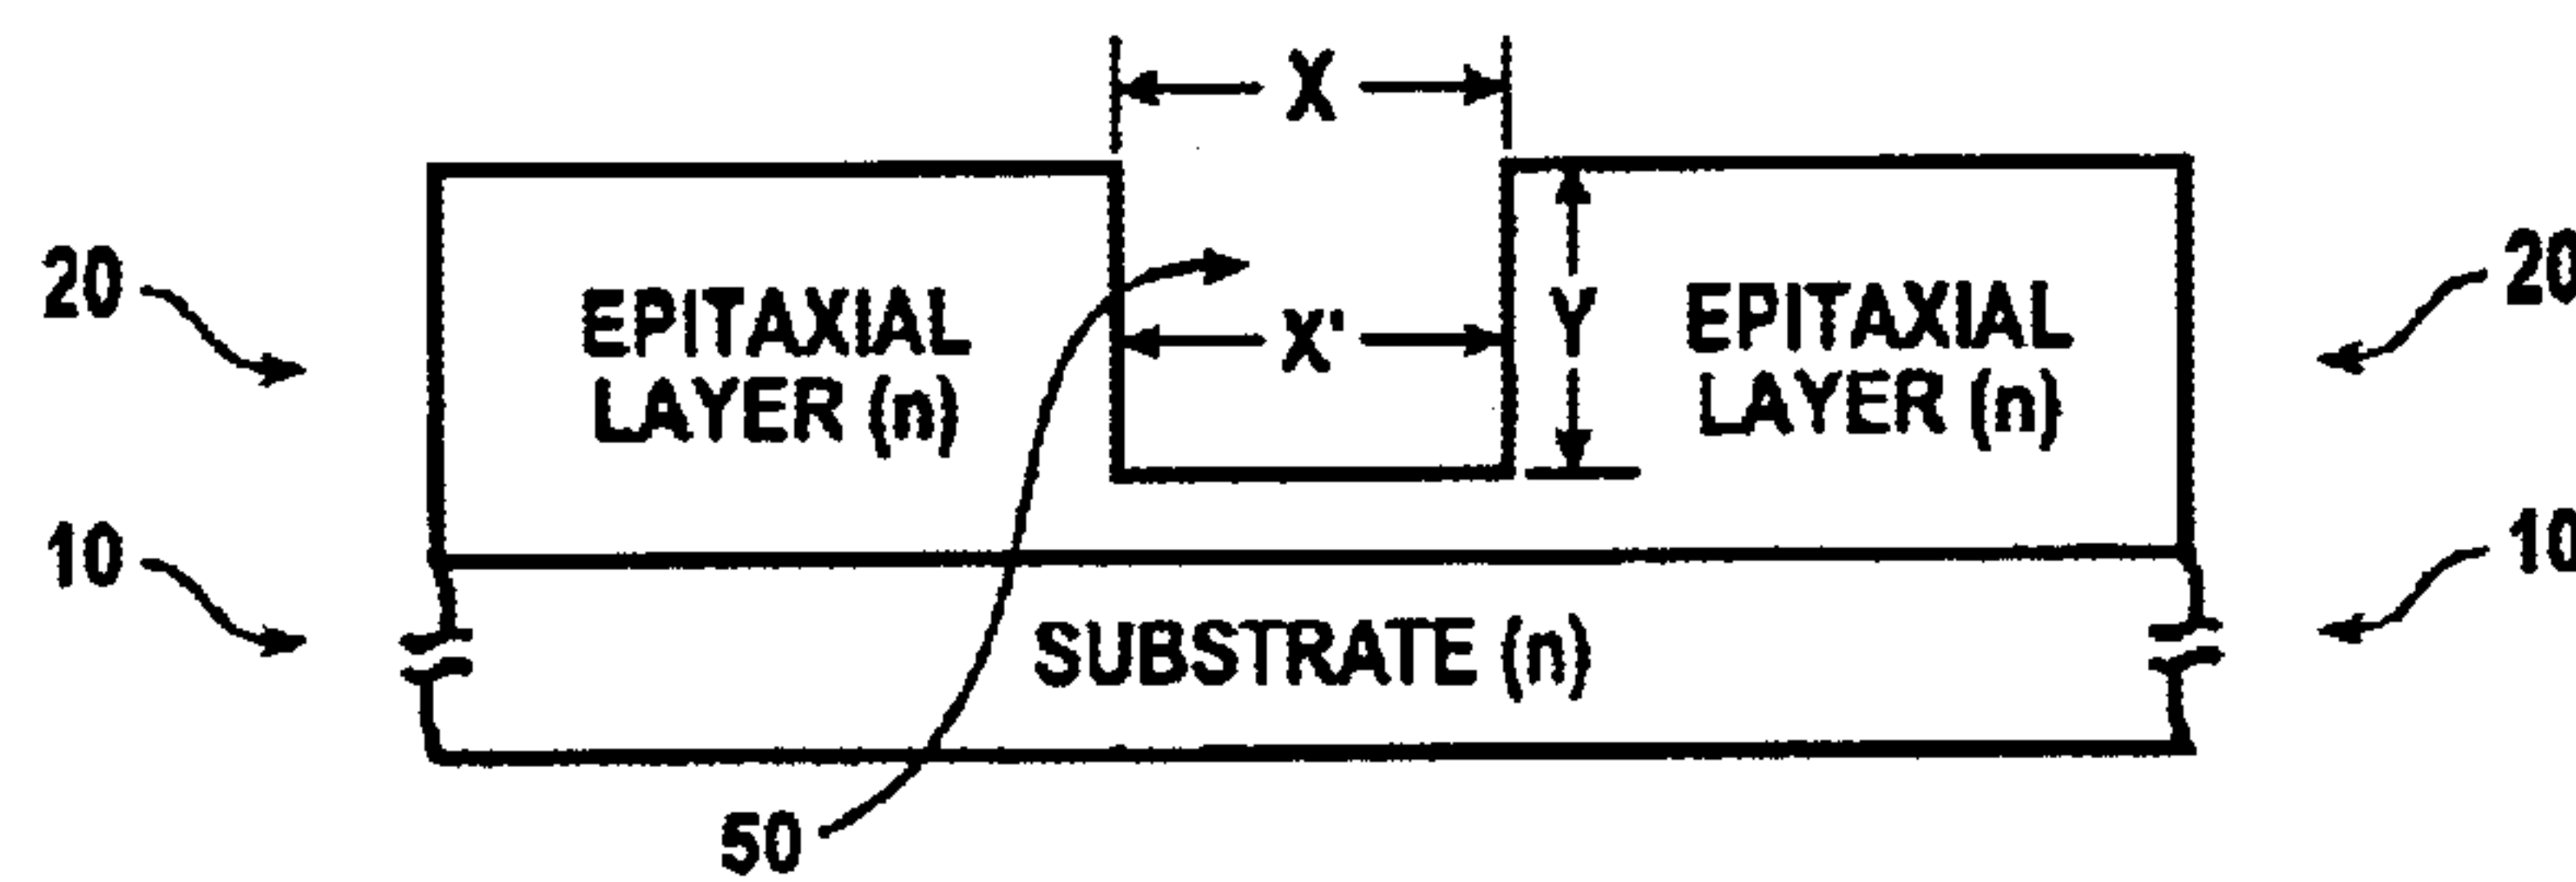 X
20
EPITAXIAL
LAYER (n)
X'
Y
EPITAXIAL
LAYER (n)
20
10
SUBSTRATE (n)
10
50